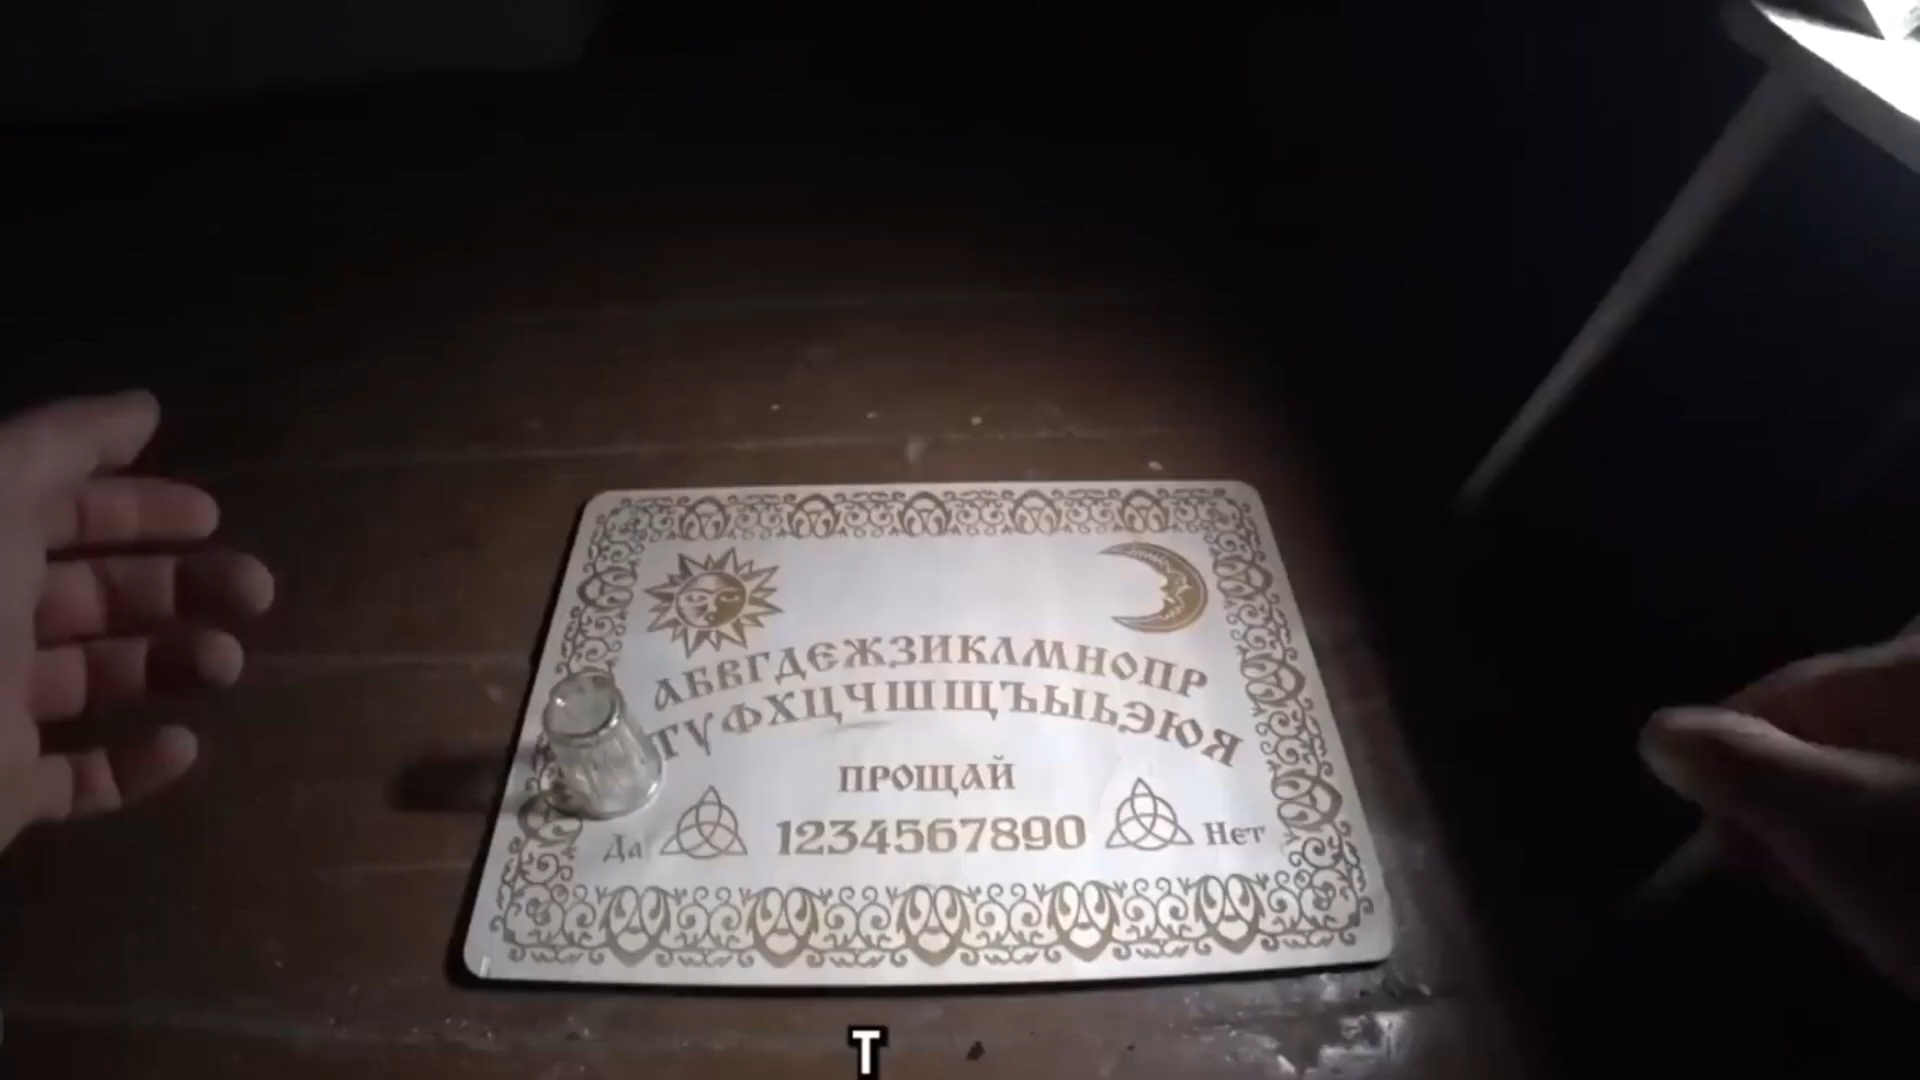 АБВГДЕЖЗИКЛМНОПР
ТУФХЦЧШЩЪЫЬЭЮЯ
ПРОЩАЙ
Да 1234567890 Нет
Т